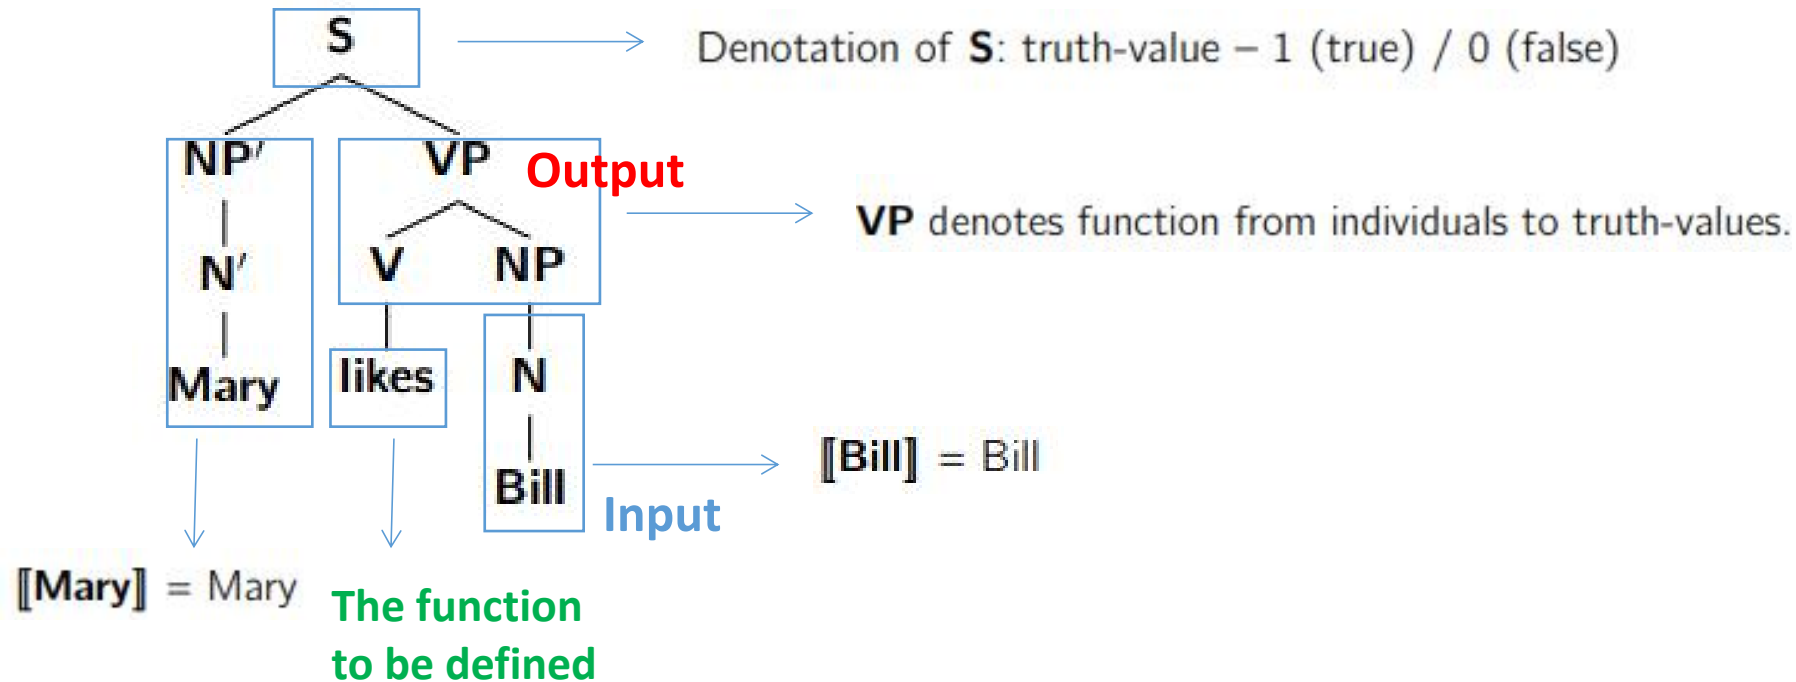 S
Denotation of S: truth-value – 1 (true) / 0 (false)
NP′
VP
Output
VP denotes function from individuals to truth-values.
N′
V
NP
Mary
likes
N
Bill
⟦Bill⟧ = Bill
Input
⟦Mary⟧ = Mary
The function
to be defined